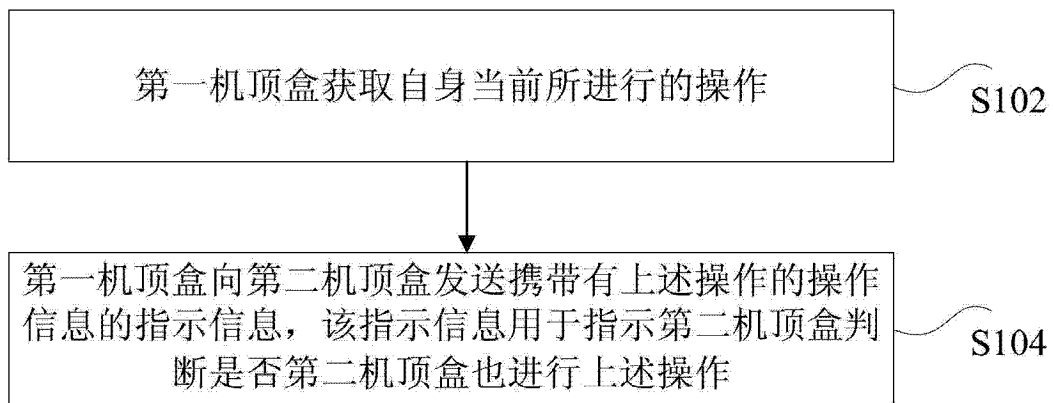 第一机顶盒获取自身当前所进行的操作
S102
第一机顶盒向第二机顶盒发送携带有上述操作的操作
信息的指示信息，该指示信息用于指示第二机顶盒判
断是否第二机顶盒也进行上述操作
S104